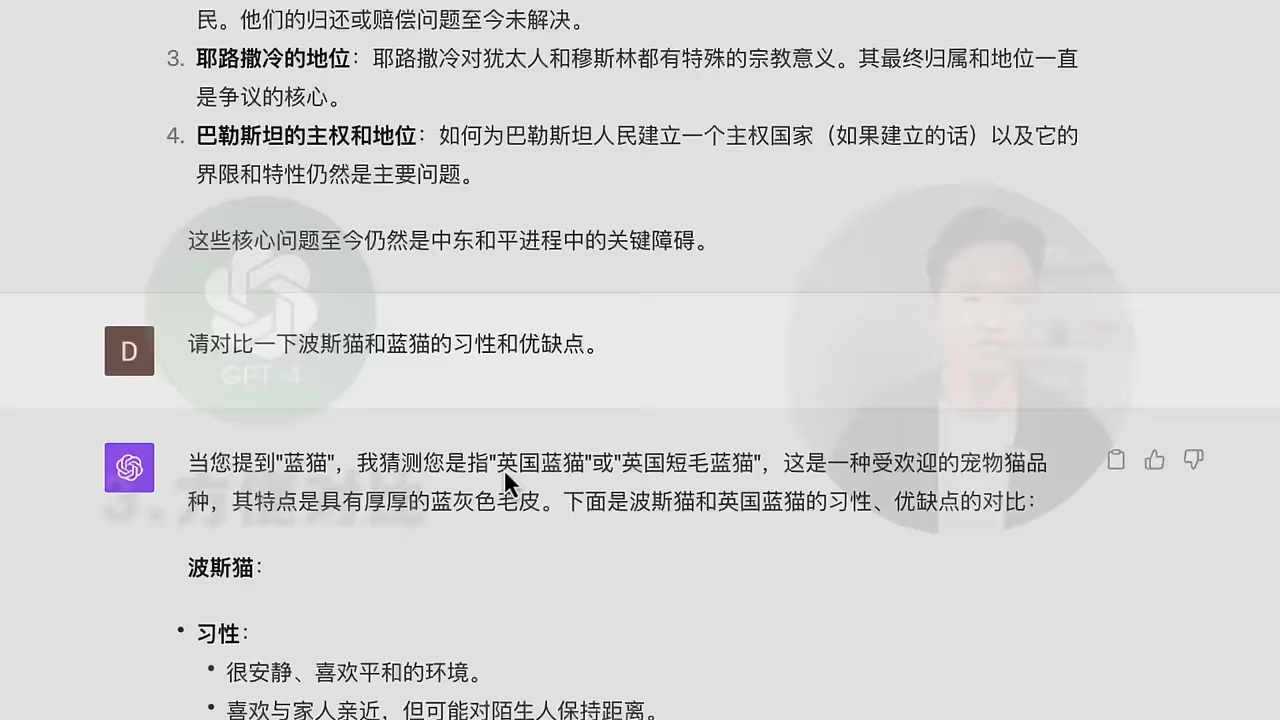 民。他们的归还或赔偿问题至今未解决。
3. 耶路撒冷的地位：耶路撒冷对犹太人和穆斯林都有特殊的宗教意义。其最终归属和地位一直
是争议的核心。
4. 巴勒斯坦的主权和地位：如何为巴勒斯坦人民建立一个主权国家（如果建立的话）以及它的
界限和特性仍然是主要问题。
这些核心问题至今仍然是中东和平进程中的关键障碍。
D
请对比一下波斯猫和蓝猫的习性和优缺点。
GPT-4
当您提到"蓝猫"，我猜测您是指"英国蓝猫"或"英国短毛蓝猫"，这是一种受欢迎的宠物猫品
种，其特点是具有厚厚的蓝灰色毛皮。下面是波斯猫和英国蓝猫的习性、优缺点的对比：
波斯猫：
• 习性：
• 很安静、喜欢平和的环境。
• 喜欢与家人亲近，但可能对陌生人保持距离。